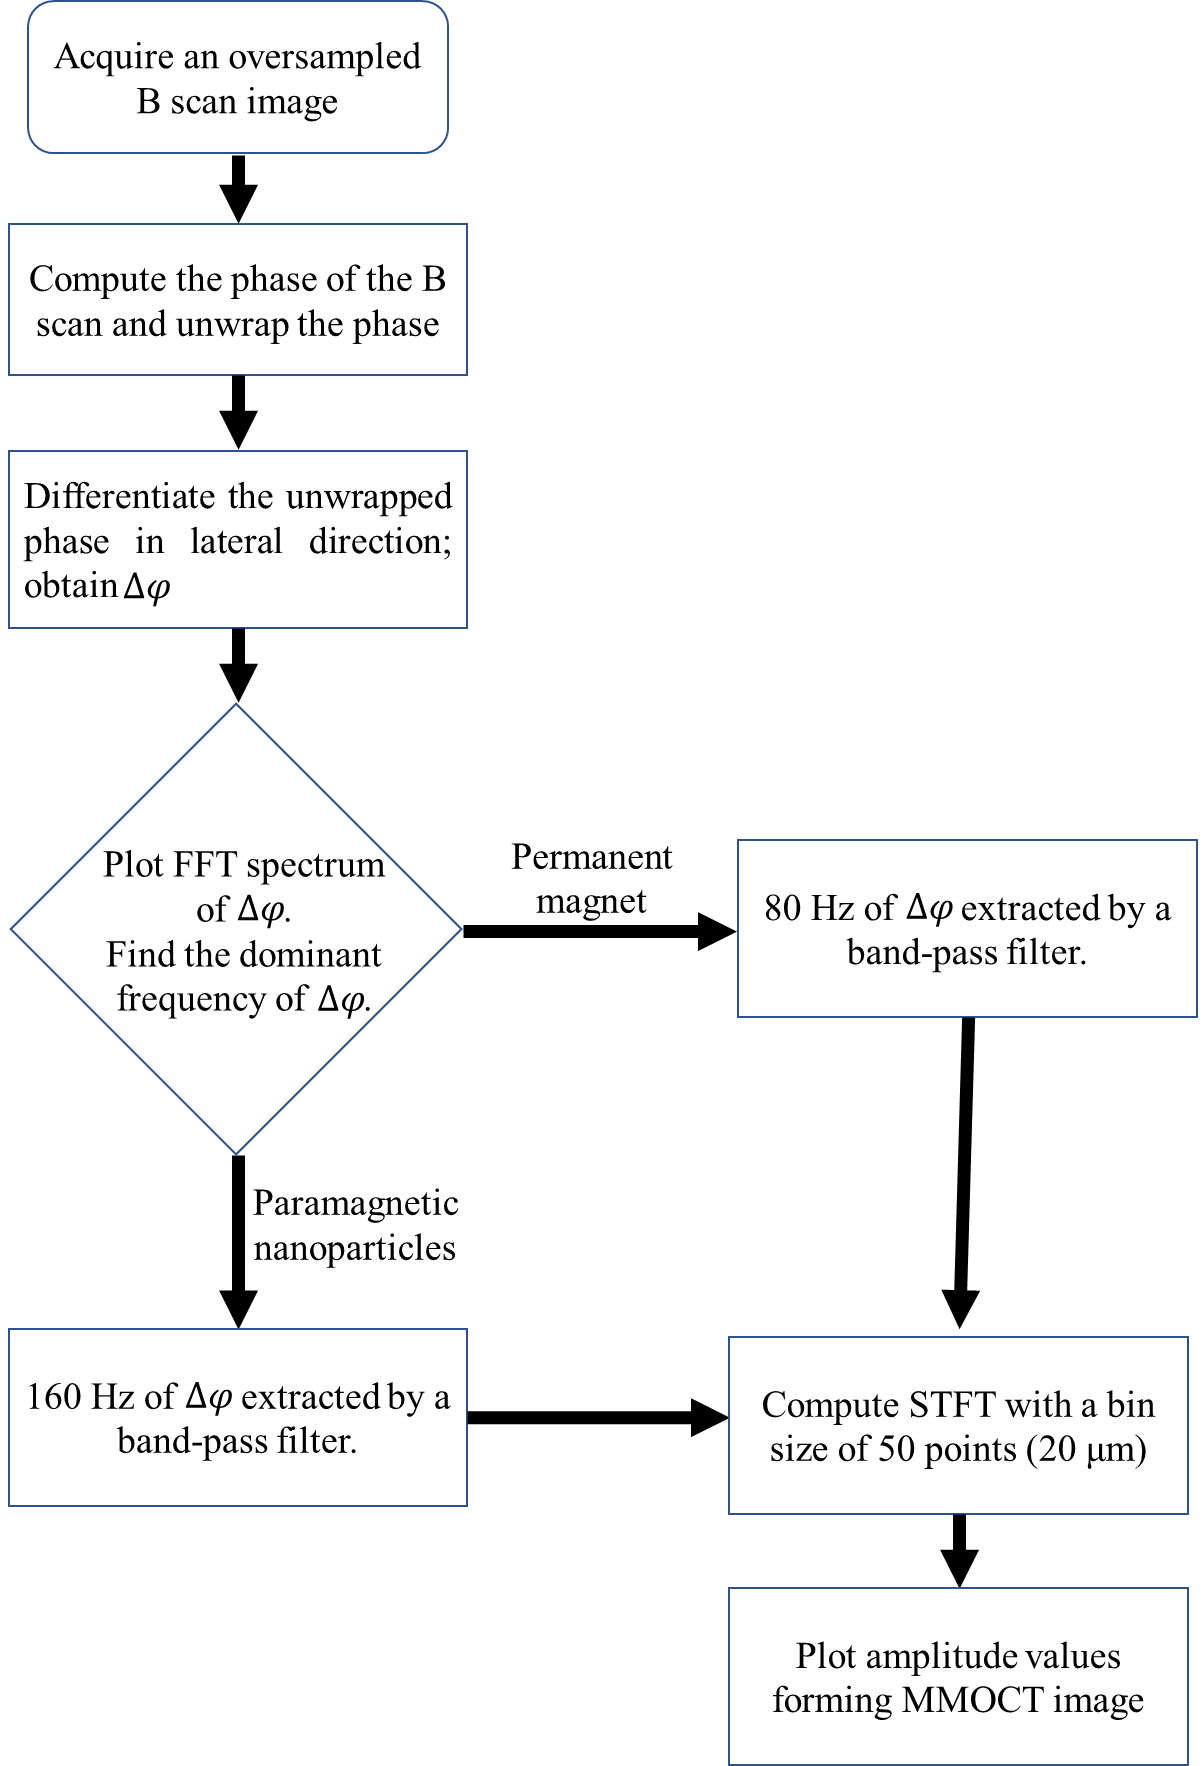 Acquire an oversampled
B scan image
Compute the phase of the B
scan and unwrap the phase
Differentiate the unwrapped
phase in lateral direction;
obtain Δφ
Plot FFT spectrum
of Δφ.
Find the dominant
frequency of Δφ.
Permanent
magnet
80 Hz of Δφ extracted by a
band-pass filter.
Paramagnetic
nanoparticles
160 Hz of Δφ extracted by a
band-pass filter.
Compute STFT with a bin
size of 50 points (20 μm)
Plot amplitude values
forming MMOCT image